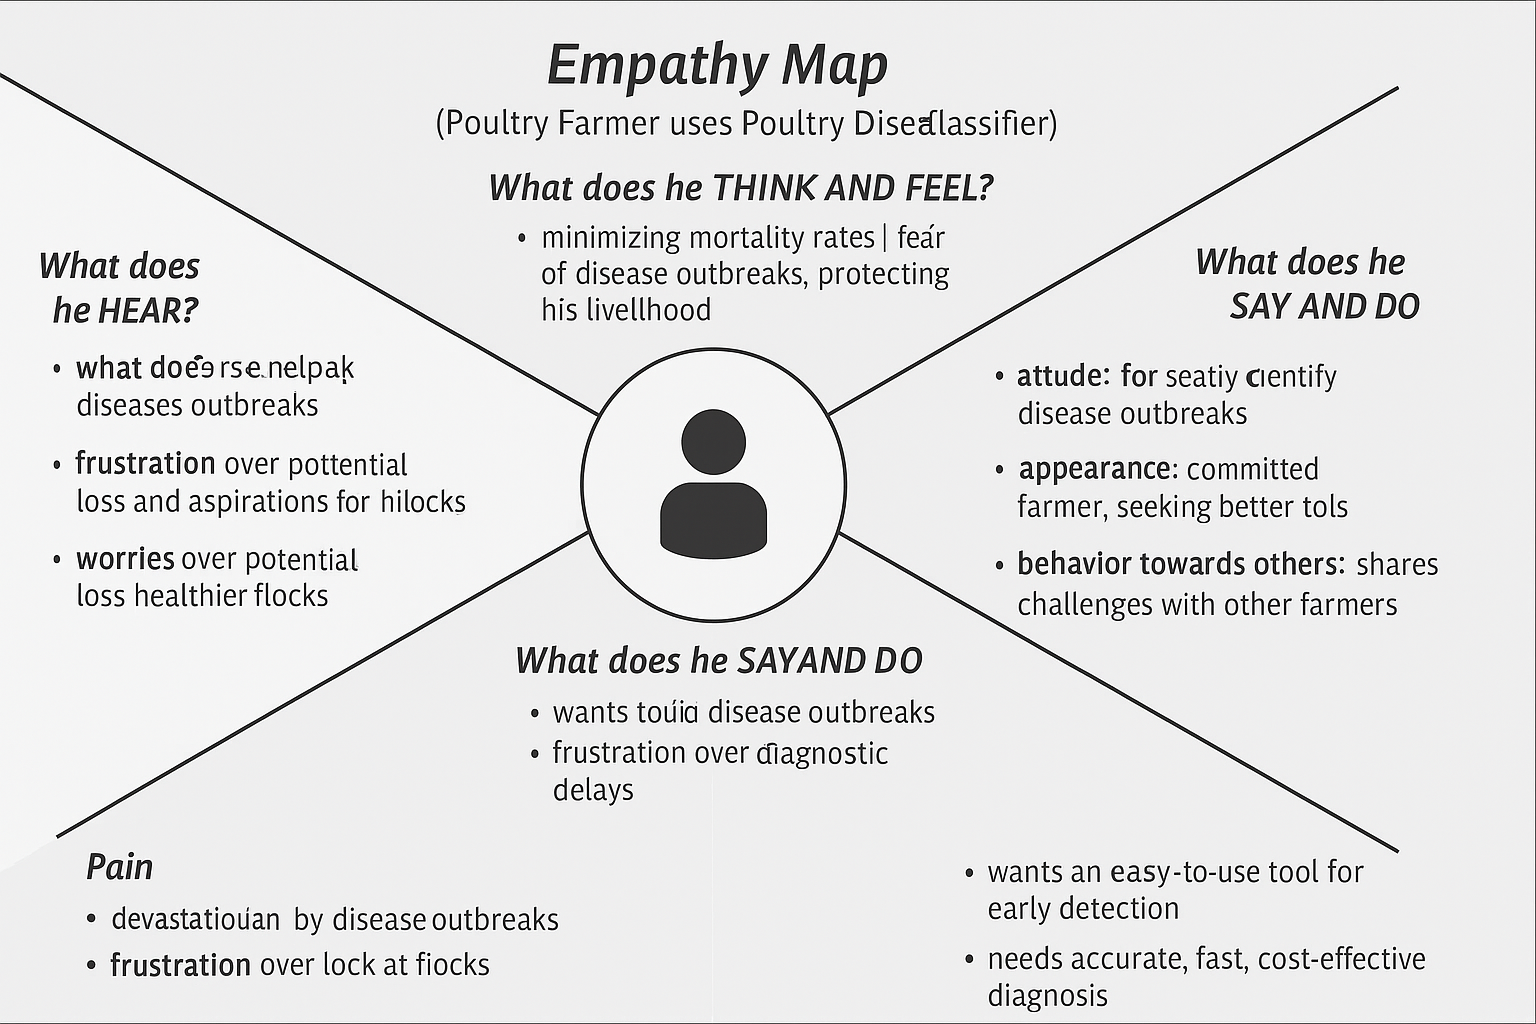 Empathy Map
(Poultry Farmer uses Poultry classifier)
What does he THINK AND FEEL?
• minimizing mortality rates | feár
of disease outbreaks, protecting
his livellhood
What does
he HEAR?
• what
diseases outbreaks
• frustration over pottential
loss and aspirations for hilocks
• worries over potential
loss healthier flocks
What does he
SAY AND DO
• attude: for seatiy
disease outbreaks
• appearance: committed
farmer, seeking better tols
• behavior towards others: shares
challenges with other farmers
What does he SAYAND DO
• wants disease outbreaks
• frustration over diagnostic
delays
Pain
• by disease outbreaks
• frustration over lock at fiocks
• wants an easy-to-use tool for
early detection
• needs accurate, fast, cost-effective
diagnosis